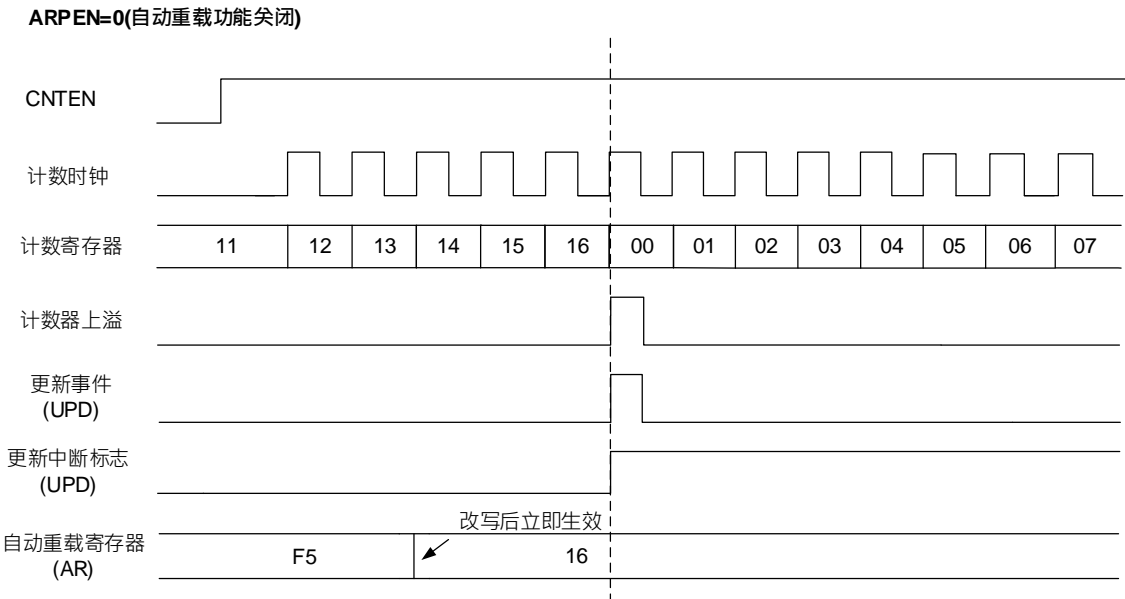 ARPEN=0(自动重载功能关闭)
CNTEN
计数时钟
计数寄存器
11 12 13 14 15 16 00 01 02 03 04 05 06 07
计数器上溢
更新事件
(UPD)
更新中断标志
(UPD)
改写后立即生效
自动重载寄存器
(AR)
F5 16